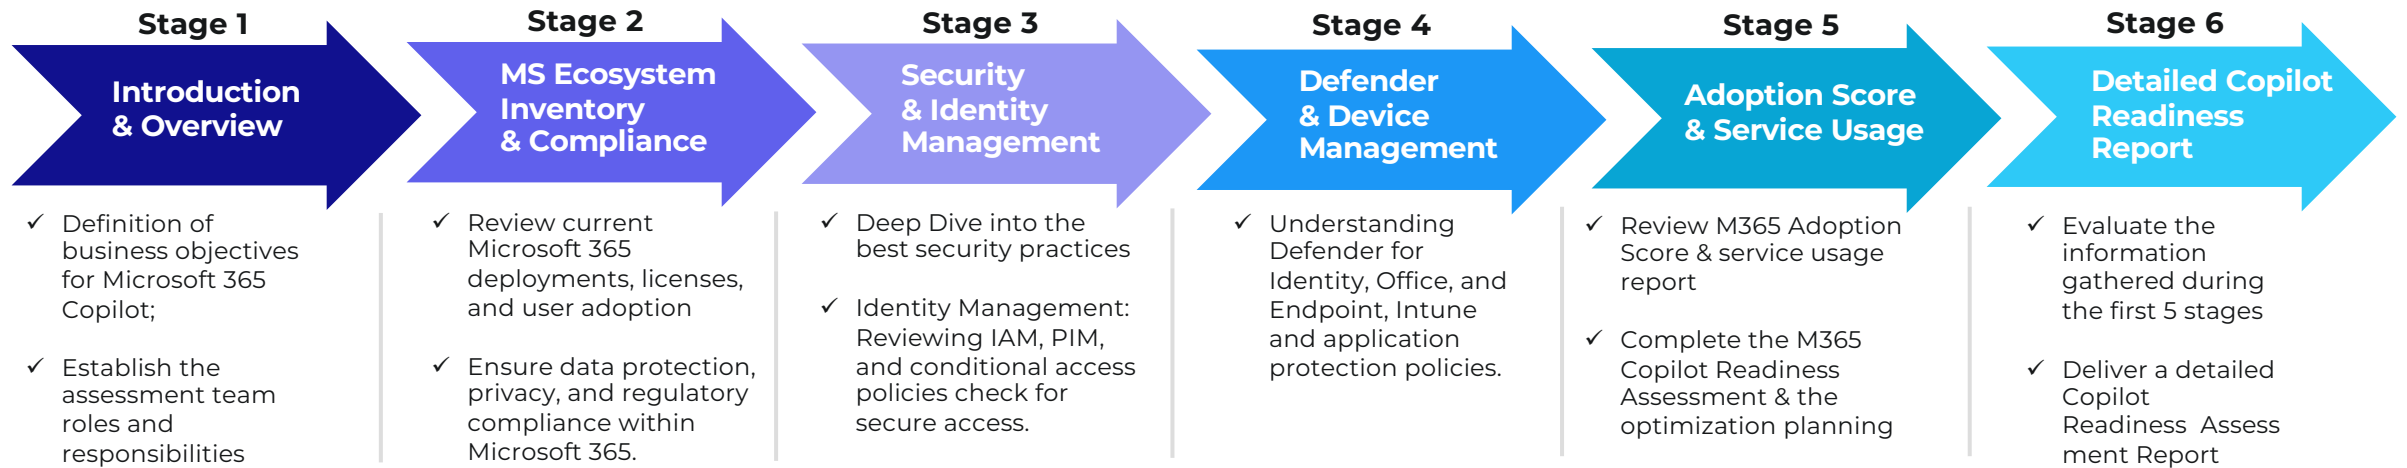 Stage 1
Introduction
& Overview
✓ Definition of
business objectives
for Microsoft 365
Copilot;
✓ Establish the
assessment team
roles and
responsibilities
Stage 2
MS Ecosystem
Inventory
& Compliance
✓ Review current
Microsoft 365
deployments, licenses,
and user adoption
✓ Ensure data protection,
privacy, and regulatory
compliance within
Microsoft 365.
Stage 3
Security
& Identity
Management
✓ Deep Dive into the
best security practices
✓ Identity Management:
Reviewing IAM, PIM,
and conditional access
policies check for
secure access.
Stage 4
Defender
& Device
Management
✓ Understanding
Defender for
Identity, Office, and
Endpoint, Intune
and application
protection policies.
Stage 5
Adoption Score
& Service Usage
✓ Review M365 Adoption
Score & service usage
report
✓ Complete the M365
Copilot Readiness
Assessment & the
optimization planning
Stage 6
Detailed Copilot
Readiness
Report
✓ Evaluate the
information
gathered during
the first 5 stages
✓ Deliver a detailed
Copilot
Readiness Assess
ment Report